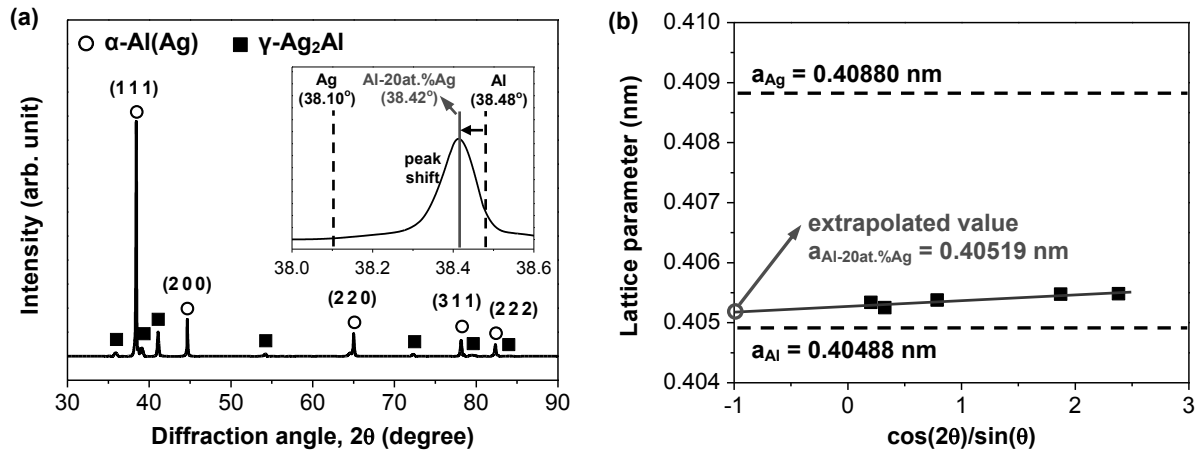 (a)
α-Al(Ag)
γ-Ag₂Al
(1 1 1)
(2 0 0)
(2 2 0)
(3 1 1)
(2 2 2)
Ag
(38.10°)
Al-20at.%Ag
(38.42°)
Al
(38.48°)
peak
shift
38.0 38.2 38.4 38.6
Intensity (arb. unit)
30 40 50 60 70 80 90
Diffraction angle, 2θ (degree)
(b)
0.410
0.409
0.408
0.407
0.406
0.405
0.404
Lattice parameter (nm)
a_Ag = 0.40880 nm
extrapolated value
a_Al-20at.%Ag = 0.40519 nm
a_Al = 0.40488 nm
-1 0 1 2 3
cos(2θ)/sin(θ)